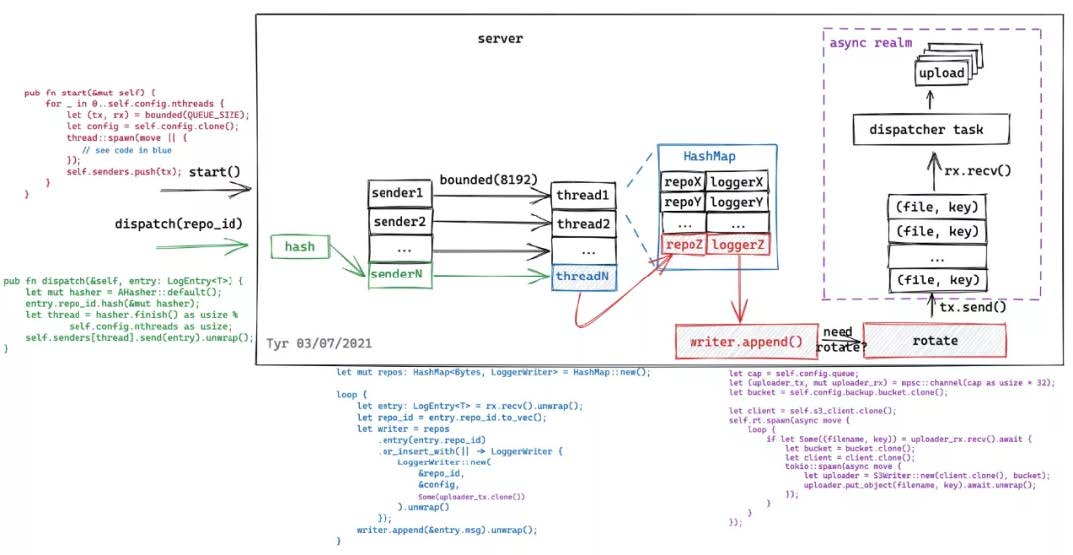 server
async realm
upload
dispatcher task
rx.recv()
(file, key)
(file, key)
...
(file, key)
tx.send()
pub fn start(&mut self) {
    for _ in 0..self.config.nthreads {
        let (tx, rx) = bounded(QUEUE_SIZE);
        let config = self.config.clone();
        thread::spawn(move || {
            // see code in blue
        });
        self.senders.push(tx);
    }
}
start()
dispatch(repo_id)
hash
sender1
sender2
...
senderN
bounded(8192)
thread1
thread2
...
threadN
HashMap
repoX loggerX
repoY loggerY
... ...
repoZ loggerZ
writer.append()
need
rotate?
rotate
Tyr 03/07/2021
pub fn dispatch(&self, entry: LogEntry<T>) {
    let mut hasher = AHasher::default();
    entry.repo_id.hash(&mut hasher);
    let thread = hasher.finish() as usize %
        self.config.nthreads as usize;
    self.senders[thread].send(entry).unwrap();
}
let mut repos: HashMap<Bytes, LoggerWriter> = HashMap::new();
loop {
    let entry: LogEntry<T> = rx.recv().unwrap();
    let repo_id = entry.repo_id.to_vec();
    let writer = repos
        .entry(entry.repo_id)
        .or_insert_with(|| -> LoggerWriter {
            LoggerWriter::new(
                &repo_id,
                &config,
                Some(uploader_tx.clone())
            ).unwrap()
        });
    writer.append(&entry.msg).unwrap();
}
let cap = self.config.queue;
let (uploader_tx, mut uploader_rx) = mpsc::channel(cap as usize * 32);
let bucket = self.config.backup.bucket.clone();
let client = self.s3_client.clone();
self.rt.spawn(async move {
    loop {
        if let Some((filename, key)) = uploader_rx.recv().await {
            let bucket = bucket.clone();
            let client = client.clone();
            tokio::spawn(async move {
                let uploader = S3Writer::new(client.clone(), bucket);
                uploader.put_object(filename, key).await.unwrap();
            });
        }
    }
});